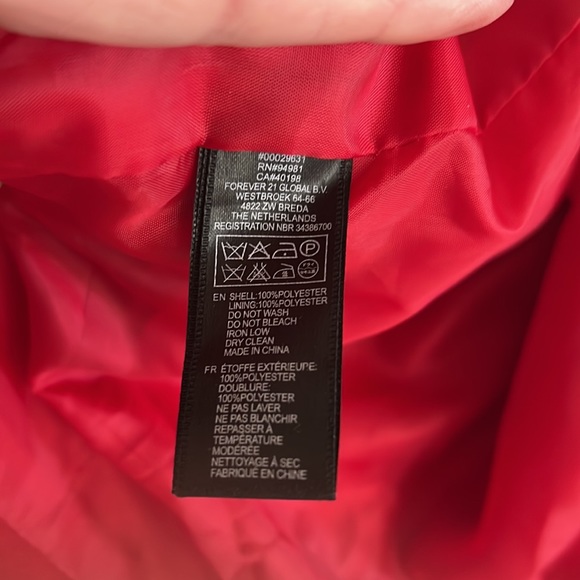 #00029631
RN#94981
CA#40198
FOREVER 21 GLOBAL B.V.
WESTBROEK 64-66
4822 ZW BREDA
THE NETHERLANDS
REGISTRATION NBR 34386700
P
EN SHELL:100%POLYESTER
LINING:100%POLYESTER
DO NOT WASH
DO NOT BLEACH
IRON LOW
DRY CLEAN
MADE IN CHINA
FR ÉTOFFE EXTÉRIEURE:
100%POLYESTER
DOUBLURE:
100%POLYESTER
NE PAS LAVER
NE PAS BLANCHIR
REPASSER À
TEMPÉRATURE
MODÉRÉE
NETTOYAGE À SEC
FABRIQUÉ EN CHINE